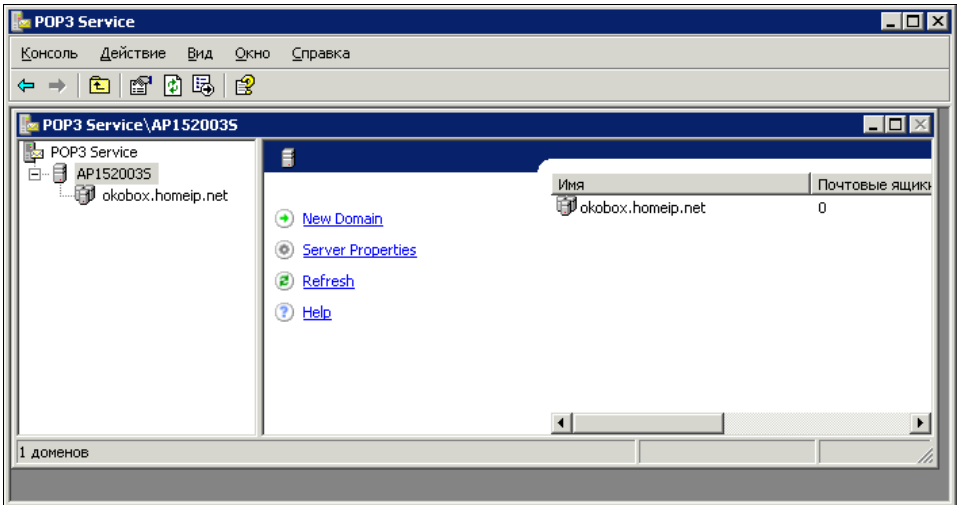 POP3 Service
Консоль Действие Вид Окно Справка
POP3 Service\AP152003S
POP3 Service
AP152003S
okobox.homeip.net
New Domain
Server Properties
Refresh
Help
Имя Почтовые ящики
okobox.homeip.net 0
1 доменов